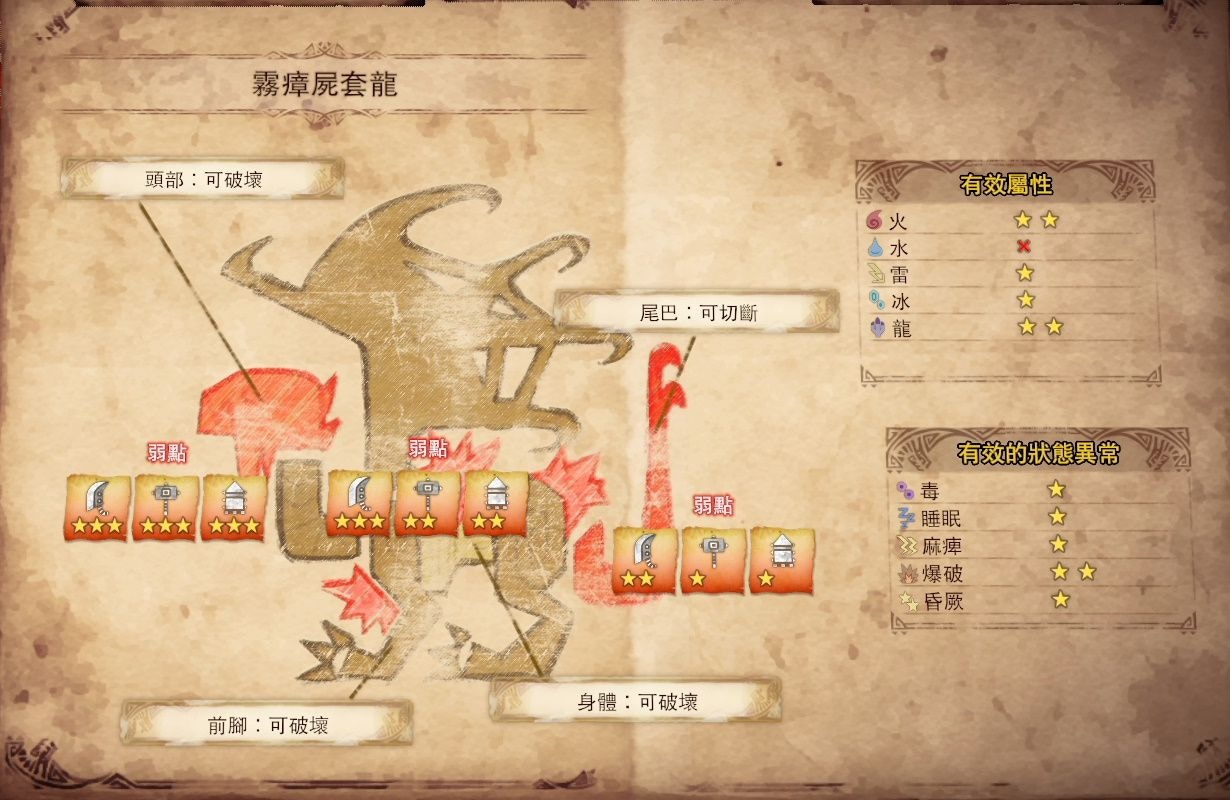 霧瘴屍套龍
頭部：可破壞
尾巴：可切斷
弱點
弱點
弱點
前腳：可破壞
身體：可破壞
有效屬性
火
水
雷
冰
龍
有效的狀態異常
毒
睡眠
麻痺
爆破
昏厥